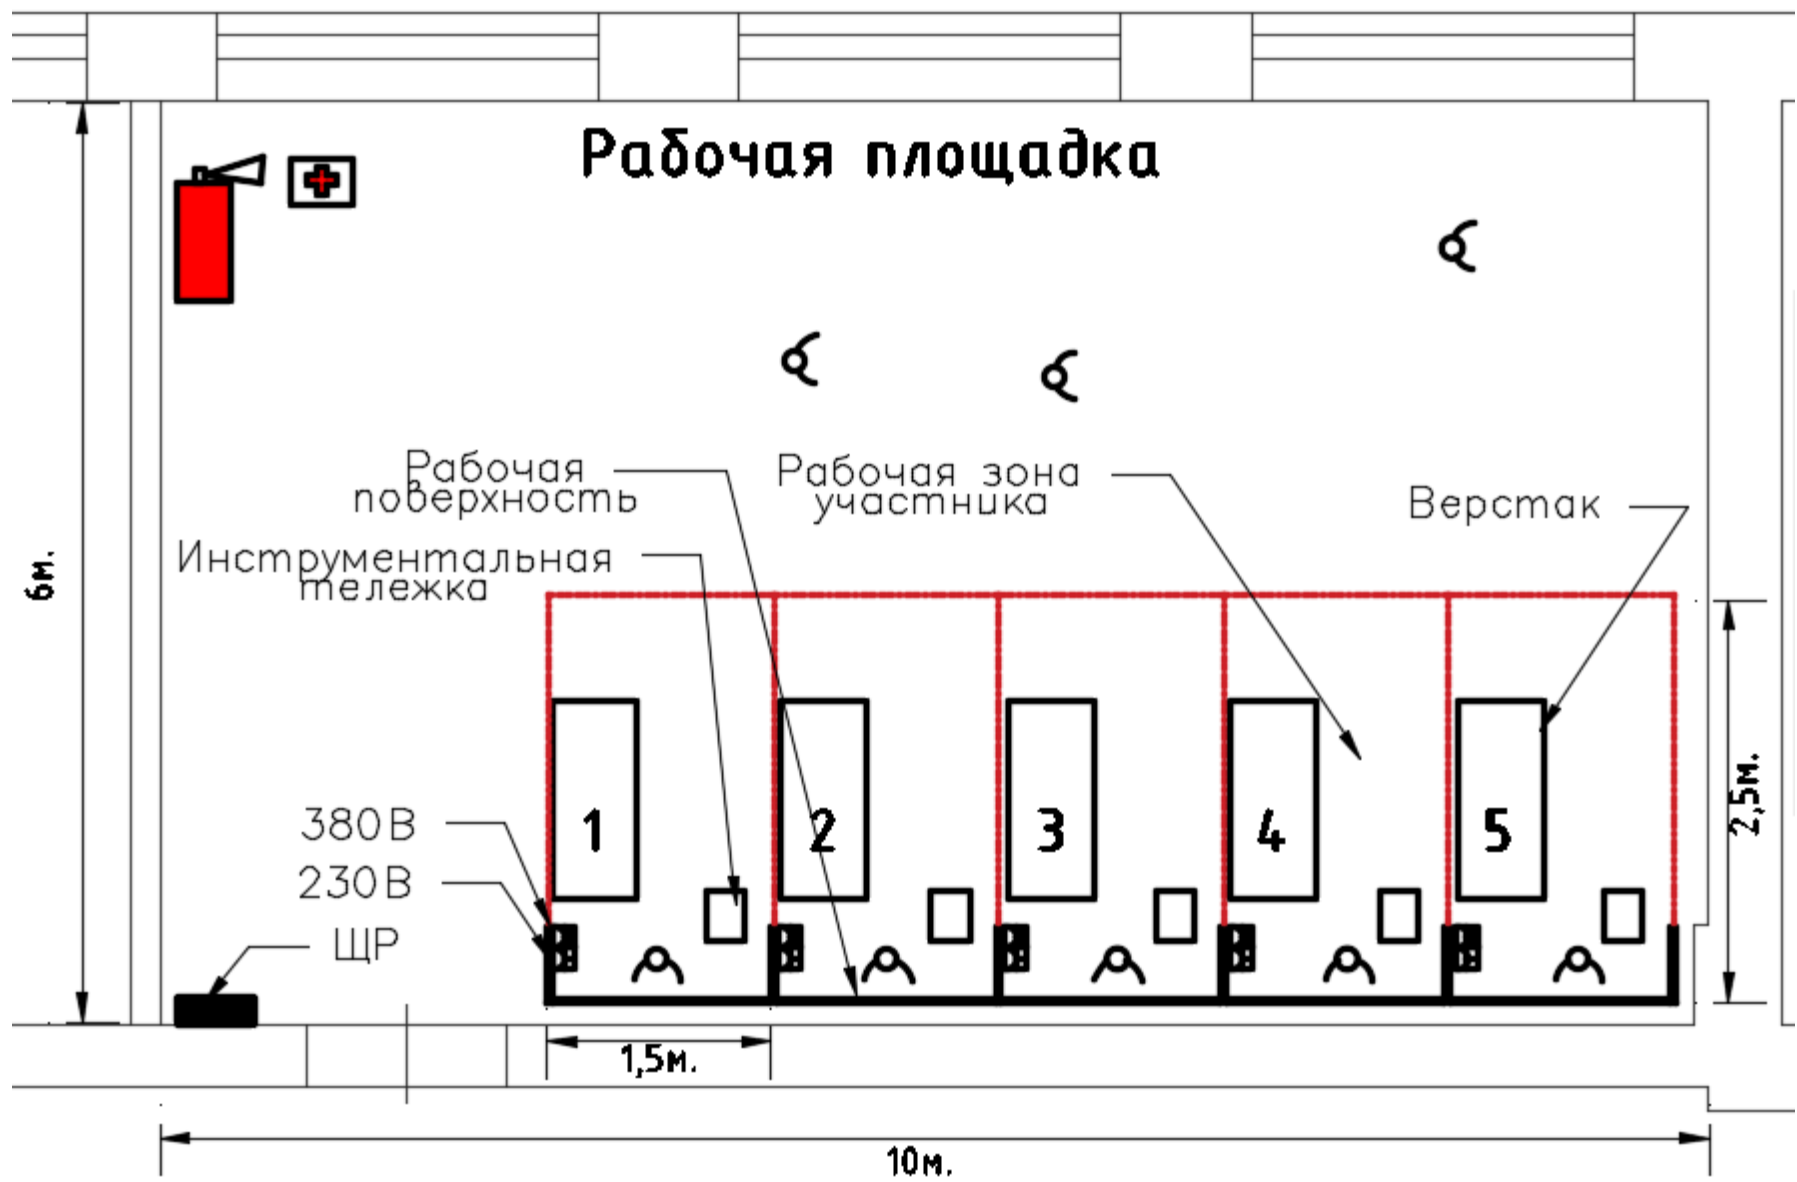 Рабочая площадка
Рабочая
поверхность
Рабочая зона
участника
Верстак
Инструментальная
тележка
6м.
380В
230В
ЩР
1
2
3
4
5
2,5м.
1,5м.
10м.